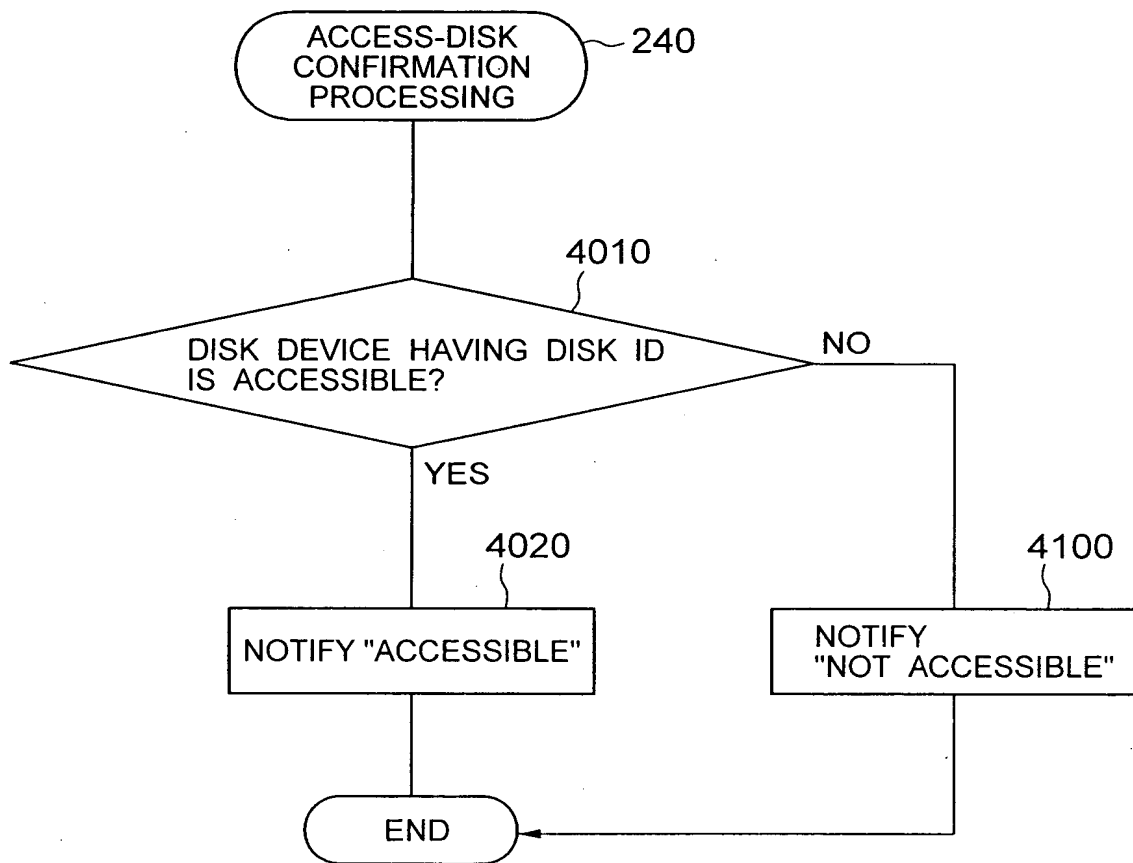 ACCESS-DISK
CONFIRMATION
PROCESSING
240
4010
DISK DEVICE HAVING DISK ID
IS ACCESSIBLE?
NO
YES
4020
4100
NOTIFY "ACCESSIBLE"
NOTIFY
"NOT ACCESSIBLE"
END